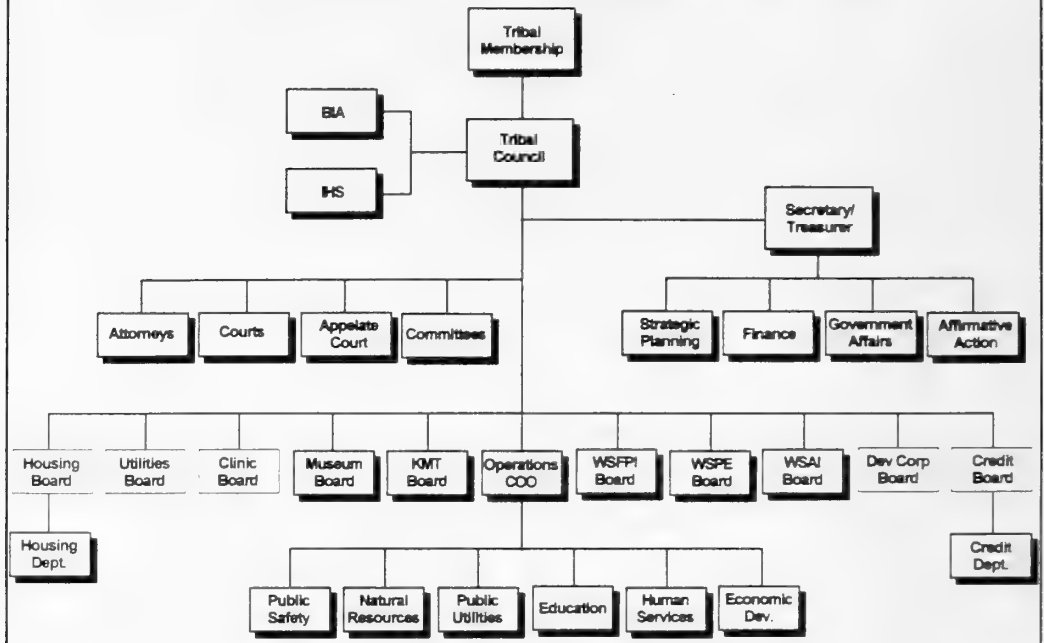 Tribal
Membership
BIA
Tribal
Council
IHS
Secretary/
Treasurer
Attorneys
Courts
Appelate
Court
Committees
Strategic
Planning
Finance
Government
Affairs
Affirmative
Action
Housing
Board
Utilities
Board
Clinic
Board
Museum
Board
KMT
Board
Operations
COO
WSFPI
Board
WSPE
Board
WSAI
Board
Dev Corp
Board
Credit
Board
Housing
Dept.
Credit
Dept.
Public
Safety
Natural
Resources
Public
Utilities
Education
Human
Services
Economic
Dev.